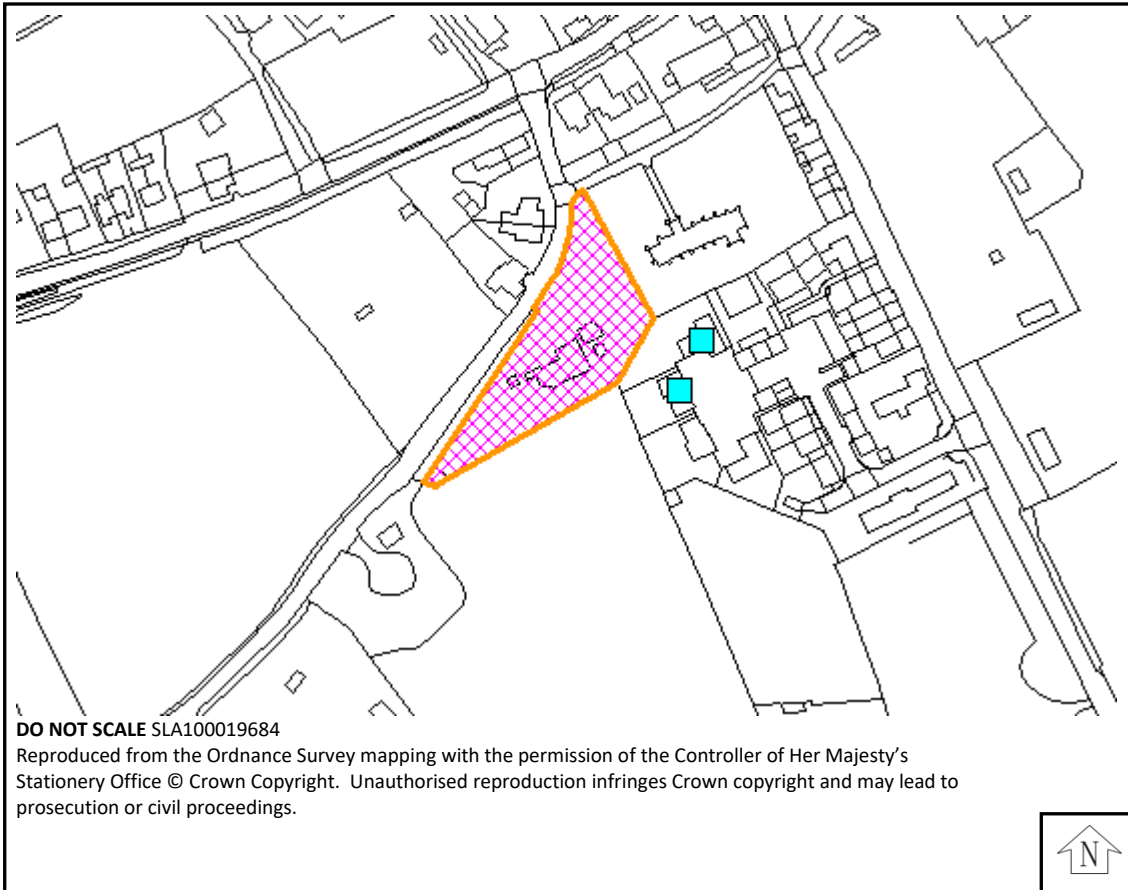 DO NOT SCALE SLA100019684
Reproduced from the Ordnance Survey mapping with the permission of the Controller of Her Majesty’s
Stationery Office © Crown Copyright.  Unauthorised reproduction infringes Crown copyright and may lead to
prosecution or civil proceedings.
N